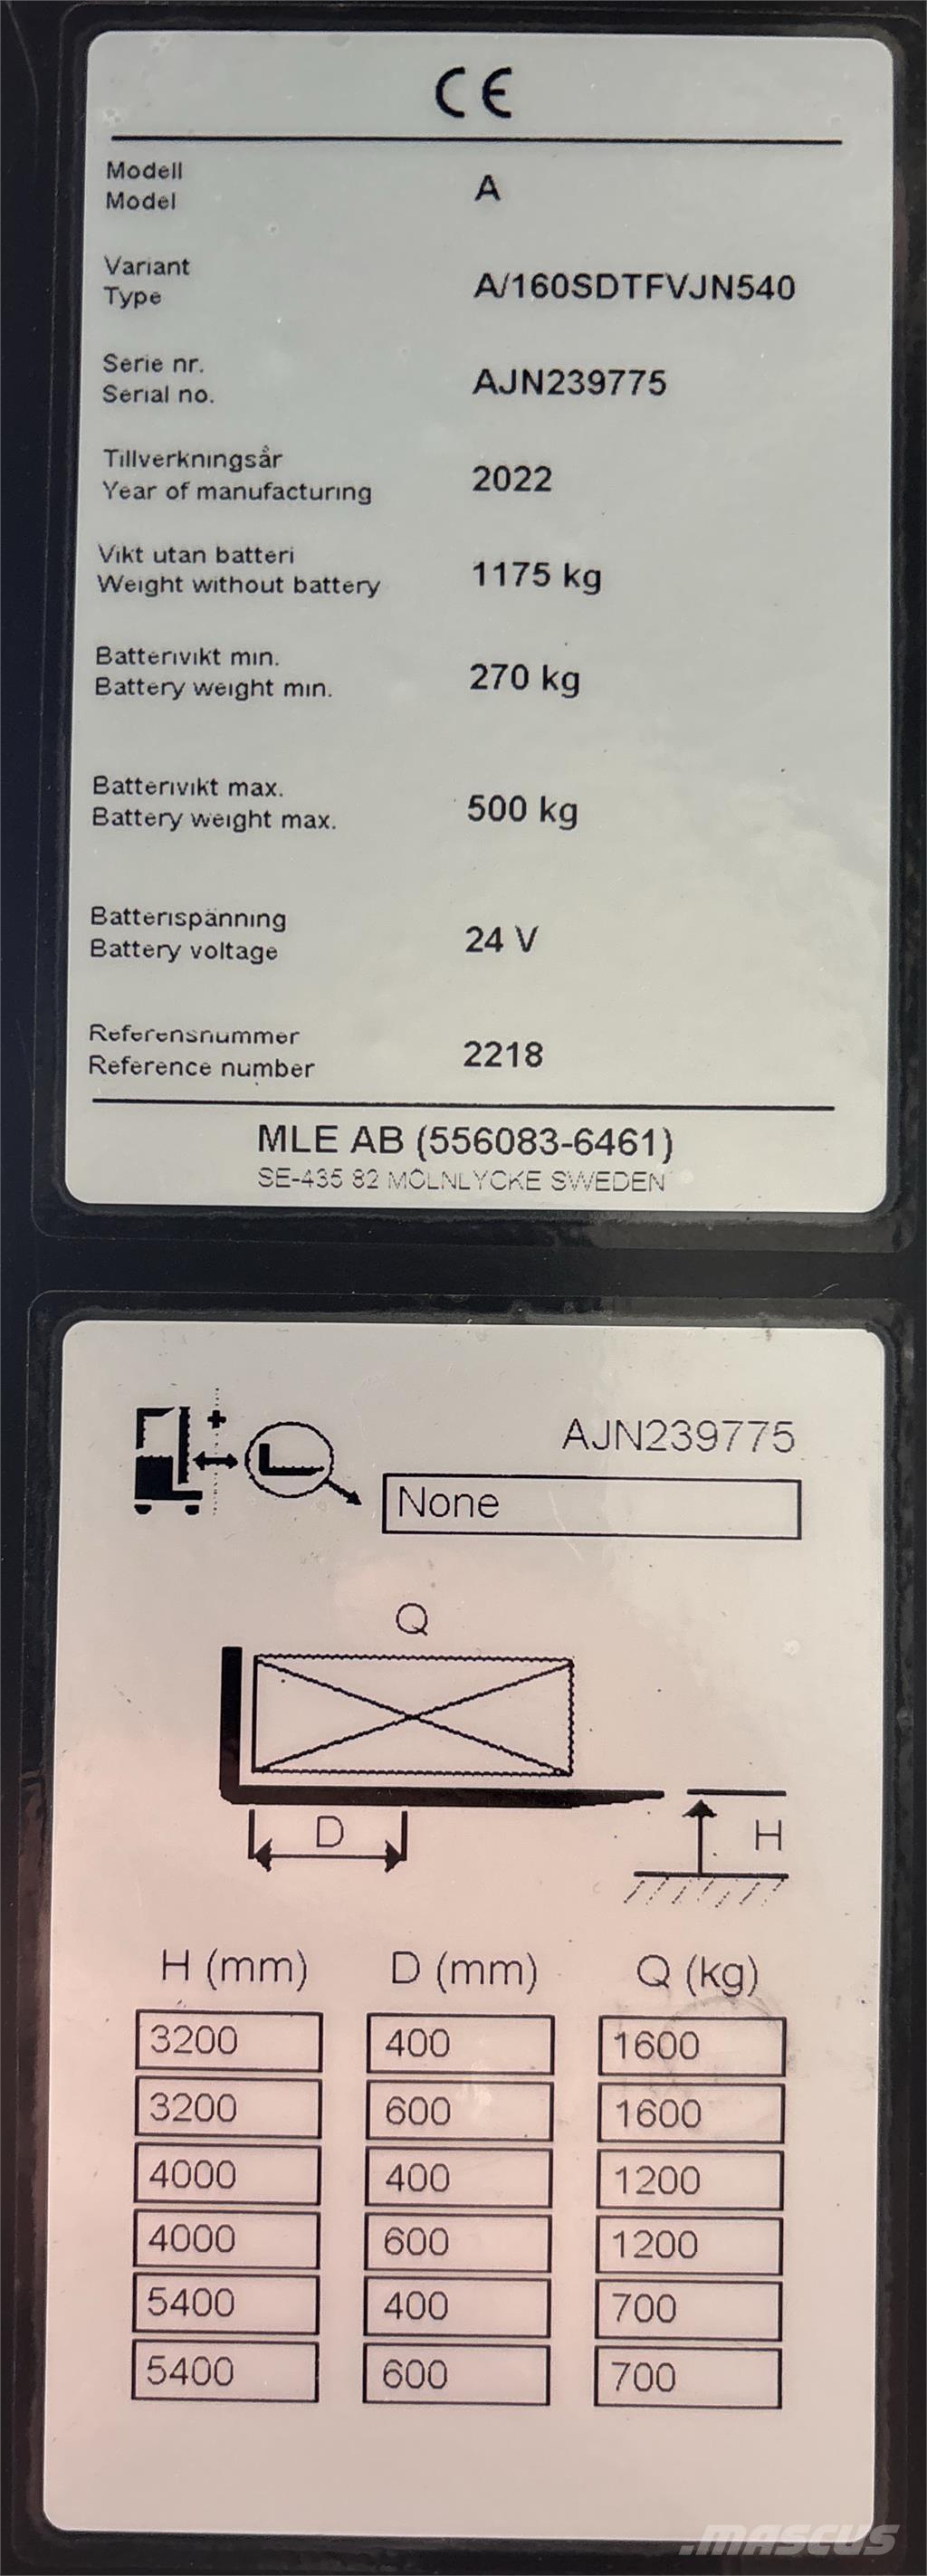 CE
Modell
Model
A
Variant
Type
A/160SDTFVJN540
Serie nr.
Serial no.
AJN239775
Tillverkningsår
Year of manufacturing
2022
Vikt utan batteri
Weight without battery
1175 kg
Batterivikt min.
Battery weight min.
270 kg
Batterivikt max.
Battery weight max.
500 kg
Batterispänning
Battery voltage
24 V
Referensnummer
Reference number
2218
MLE AB (556083-6461)
SE-435 82 MÖLNLYCKE SWEDEN
AJN239775
None
Q
D
H
H (mm) D (mm) Q (kg)
3200 400 1600
3200 600 1600
4000 400 1200
4000 600 1200
5400 400 700
5400 600 700
.mascus